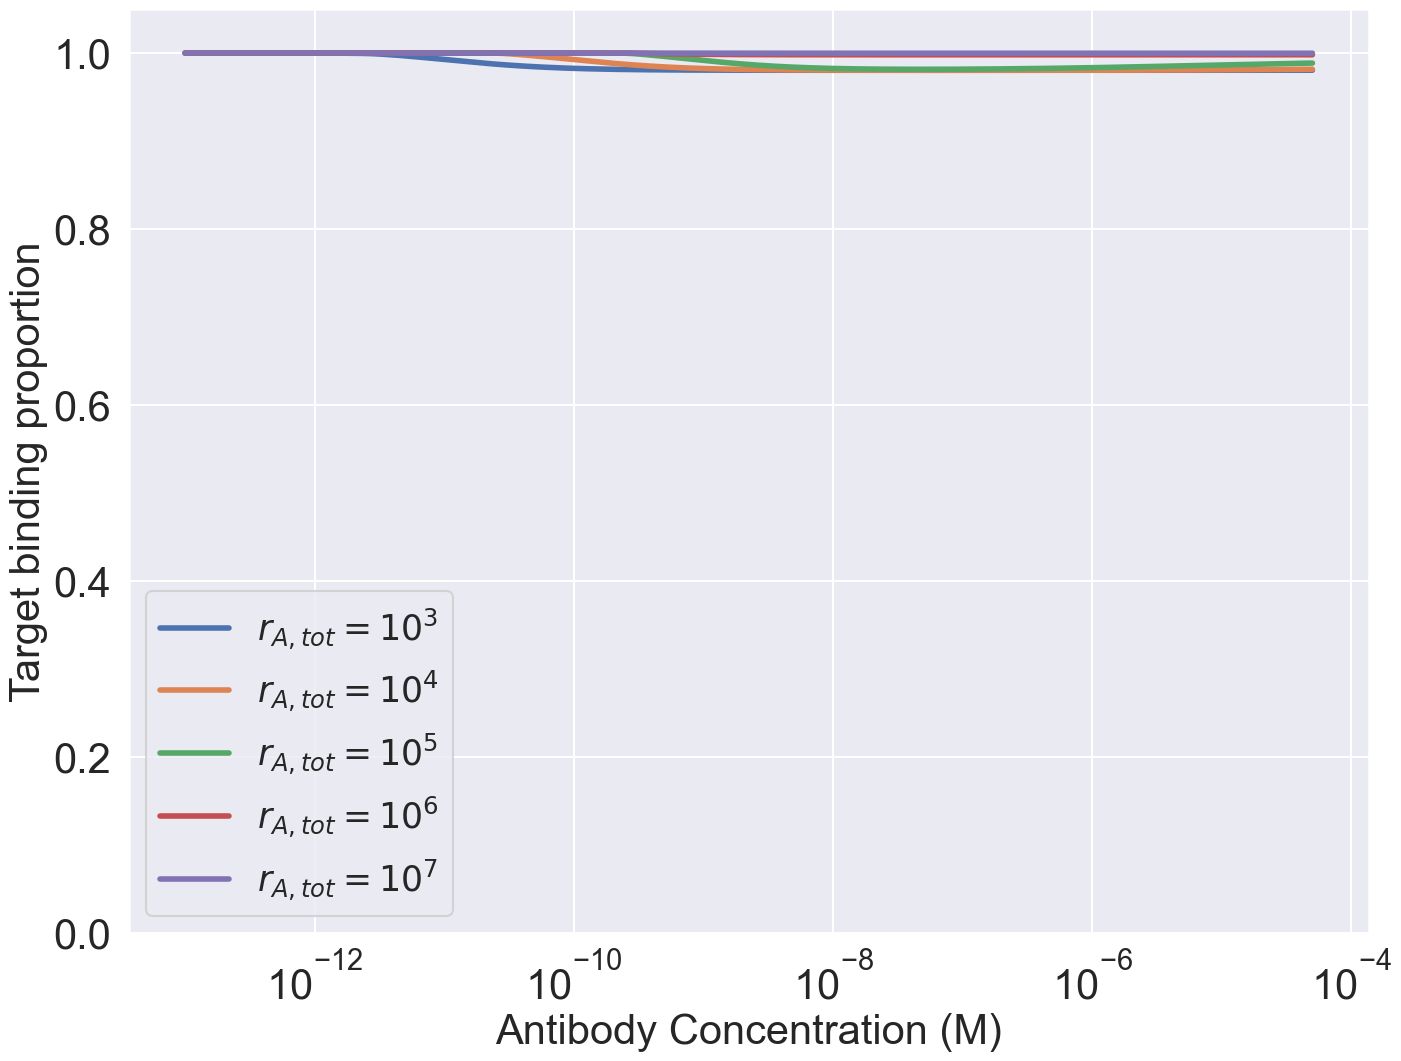 1.0
0.8
0.6
0.4
0.2
0.0
Target binding proportion
r_{A, tot} = 10^3
r_{A, tot} = 10^4
r_{A, tot} = 10^5
r_{A, tot} = 10^6
r_{A, tot} = 10^7
10^{−12} 10^{−10} 10^{−8} 10^{−6} 10^{−4}
Antibody Concentration (M)